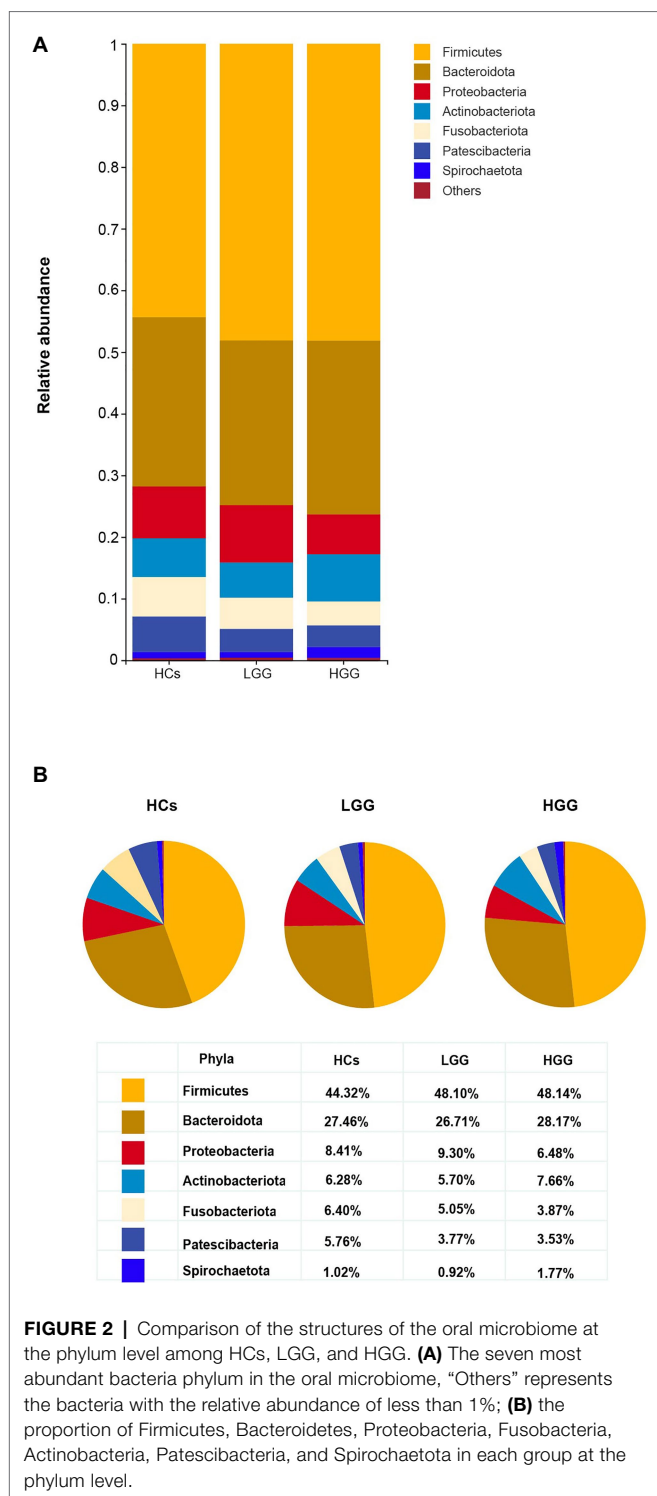 A
Relative abundance
1
0.9
0.8
0.7
0.6
0.5
0.4
0.3
0.2
0.1
0
HCs LGG HGG
Firmicutes
Bacteroidota
Proteobacteria
Actinobacteriota
Fusobacteriota
Patescibacteria
Spirochaetota
Others
B
HCs LGG HGG
Phyla HCs LGG HGG
Firmicutes 44.32% 48.10% 48.14%
Bacteroidota 27.46% 26.71% 28.17%
Proteobacteria 8.41% 9.30% 6.48%
Actinobacteriota 6.28% 5.70% 7.66%
Fusobacteriota 6.40% 5.05% 3.87%
Patescibacteria 5.76% 3.77% 3.53%
Spirochaetota 1.02% 0.92% 1.77%
FIGURE 2 | Comparison of the structures of the oral microbiome at
the phylum level among HCs, LGG, and HGG. (A) The seven most
abundant bacteria phylum in the oral microbiome, “Others” represents
the bacteria with the relative abundance of less than 1%; (B) the
proportion of Firmicutes, Bacteroidetes, Proteobacteria, Fusobacteria,
Actinobacteria, Patescibacteria, and Spirochaetota in each group at the
phylum level.